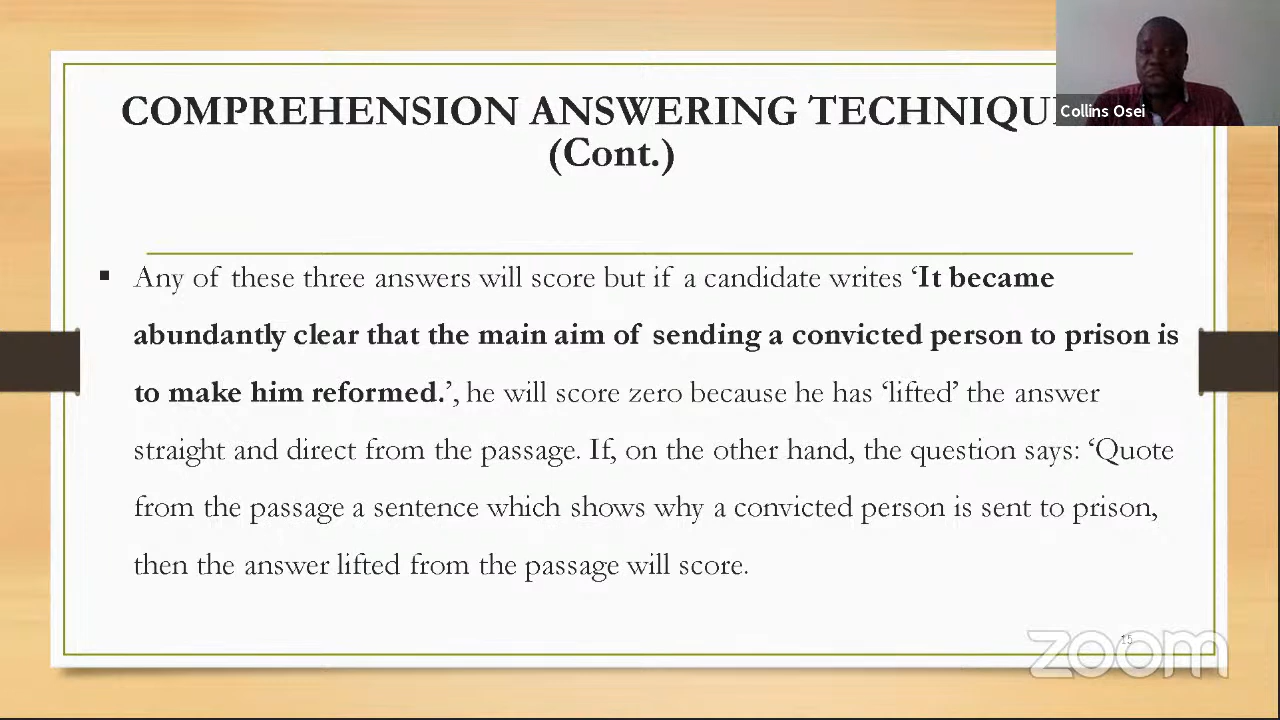 COMPREHENSION ANSWERING TECHNIQU
(Cont.)
Collins Osei
▪ Any of these three answers will score but if a candidate writes ‘It became
abundantly clear that the main aim of sending a convicted person to prison is
to make him reformed.’, he will score zero because he has ‘lifted’ the answer
straight and direct from the passage. If, on the other hand, the question says: ‘Quote
from the passage a sentence which shows why a convicted person is sent to prison,
then the answer lifted from the passage will score.
15
zoom